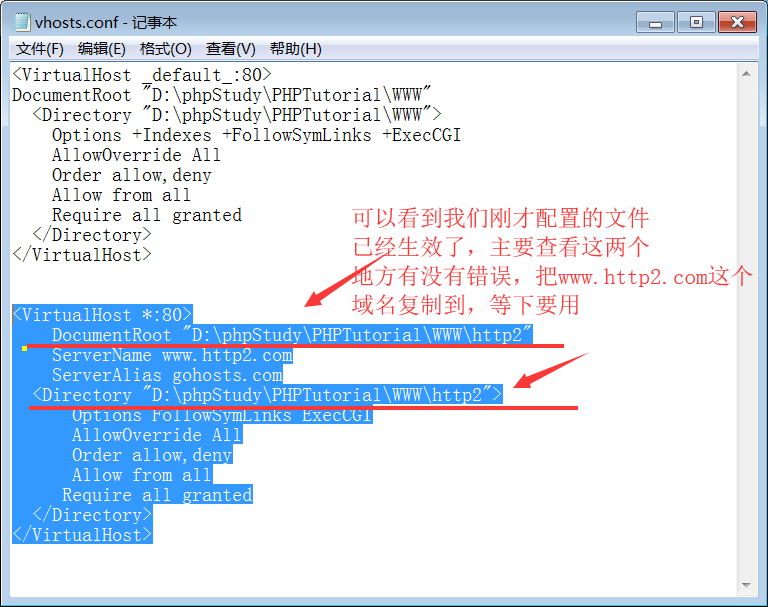 vhosts.conf - 记事本
文件(F) 编辑(E) 格式(O) 查看(V) 帮助(H)
<VirtualHost _default_:80>
DocumentRoot "D:\phpStudy\PHPTutorial\WWW"
  <Directory "D:\phpStudy\PHPTutorial\WWW">
    Options +Indexes +FollowSymLinks +ExecCGI
    AllowOverride All
    Order allow,deny
    Allow from all
    Require all granted
  </Directory>
</VirtualHost>
可以看到我们刚才配置的文件
已经生效了，主要查看这两个
地方有没有错误，把www.http2.com这个
域名复制到，等下要用
<VirtualHost *:80>
    DocumentRoot "D:\phpStudy\PHPTutorial\WWW\http2"
    ServerName www.http2.com
    ServerAlias gohosts.com
  <Directory "D:\phpStudy\PHPTutorial\WWW\http2">
      Options FollowSymLinks ExecCGI
      AllowOverride All
      Order allow,deny
      Allow from all
     Require all granted
  </Directory>
</VirtualHost>